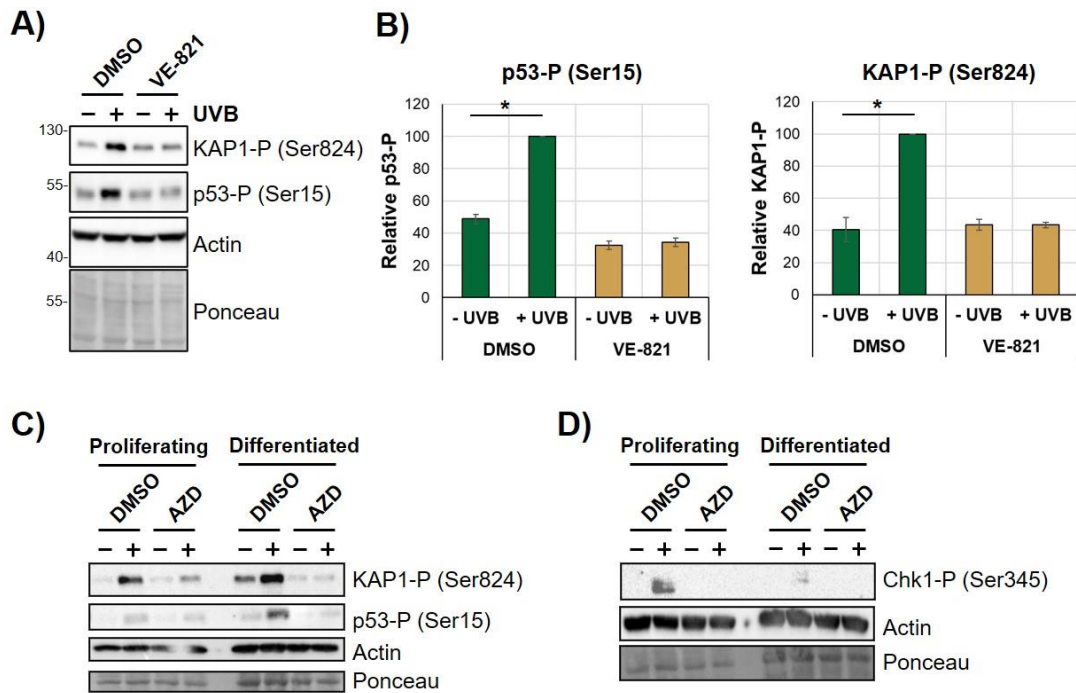 A)
DMSO VE-821
– + – + UVB
130-
KAP1-P (Ser824)
55-
p53-P (Ser15)
Actin
40-
55-
Ponceau
B)
p53-P (Ser15)
*
Relative p53-P
120
100
80
60
40
20
0
- UVB + UVB - UVB + UVB
DMSO VE-821
KAP1-P (Ser824)
*
Relative KAP1-P
120
100
80
60
40
20
0
- UVB + UVB - UVB + UVB
DMSO VE-821
C)
Proliferating Differentiated
DMSO AZD DMSO AZD
– + – + – + – +
KAP1-P (Ser824)
p53-P (Ser15)
Actin
Ponceau
D)
Proliferating Differentiated
DMSO AZD DMSO AZD
– + – + – + – +
Chk1-P (Ser345)
Actin
Ponceau